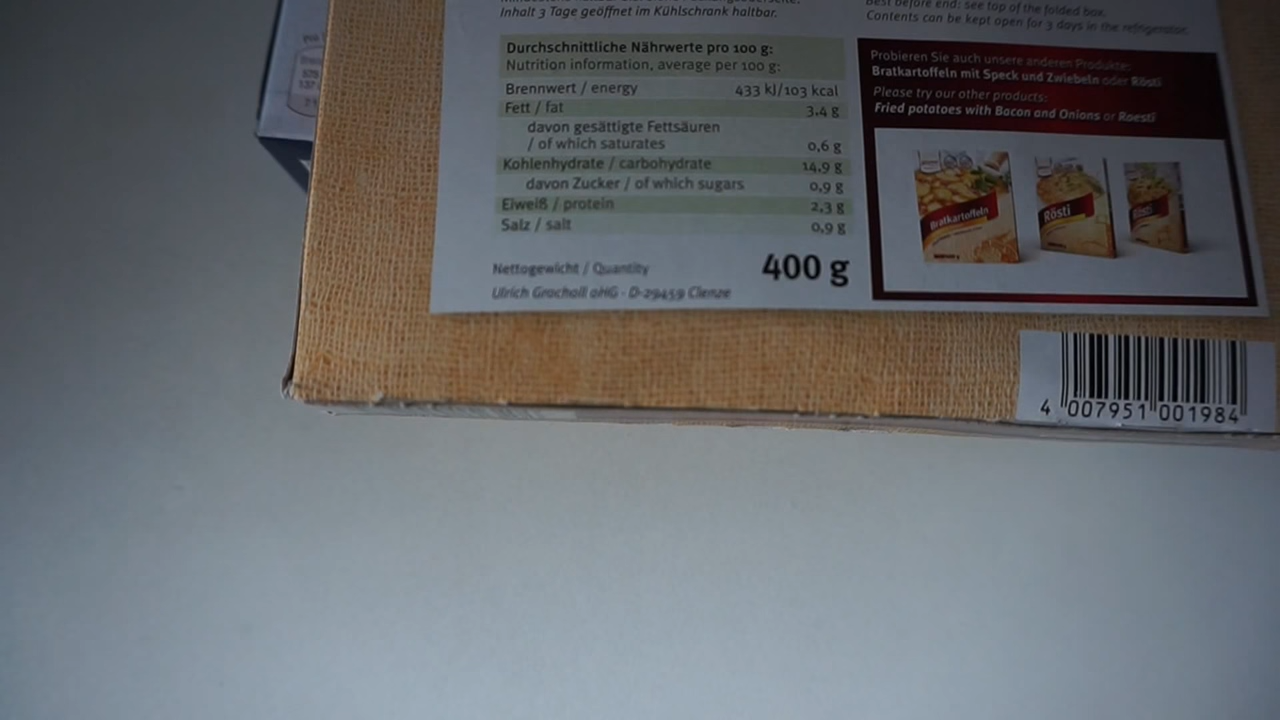 Inhalt 3 Tage geöffnet im Kühlschrank haltbar.
Durchschnittliche Nährwerte pro 100 g:
Nutrition information, average per 100 g:
Brennwert / energy 433 kJ/103 kcal
Fett / fat 3,4 g
davon gesättigte Fettsäuren
/ of which saturates 0,6 g
Kohlenhydrate / carbohydrate 14,9 g
davon Zucker / of which sugars 0,9 g
Eiweiß / protein 2,3 g
Salz / salt 0,9 g
Nettogewicht / Quantity 400 g
Ulrich Grocholl oHG - D-29459 Clenze
Best before end: see top of the folded box.
Contents can be kept open for 3 days in the refrigerator.
Probieren Sie auch unsere anderen Produkte:
Bratkartoffeln mit Speck und Zwiebeln oder Rösti
Please try our other products:
Fried potatoes with Bacon and Onions or Roesti
Bratkartoffeln
Rösti
Rösti
4 007951 001984